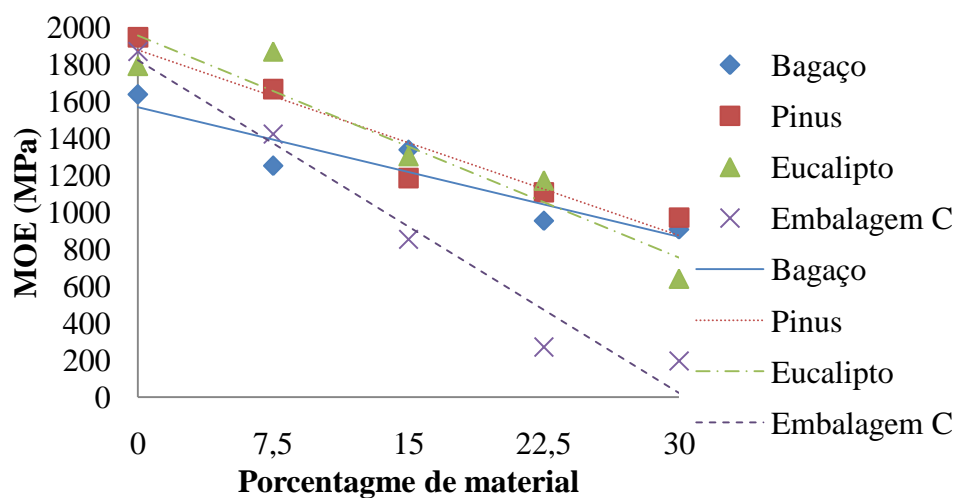 MOE (MPa)
2000
1800
1600
1400
1200
1000
800
600
400
200
0
0 7,5 15 22,5 30
Porcentagme de material
Bagaço
Pinus
Eucalipto
Embalagem C
Bagaço
Pinus
Eucalipto
Embalagem C